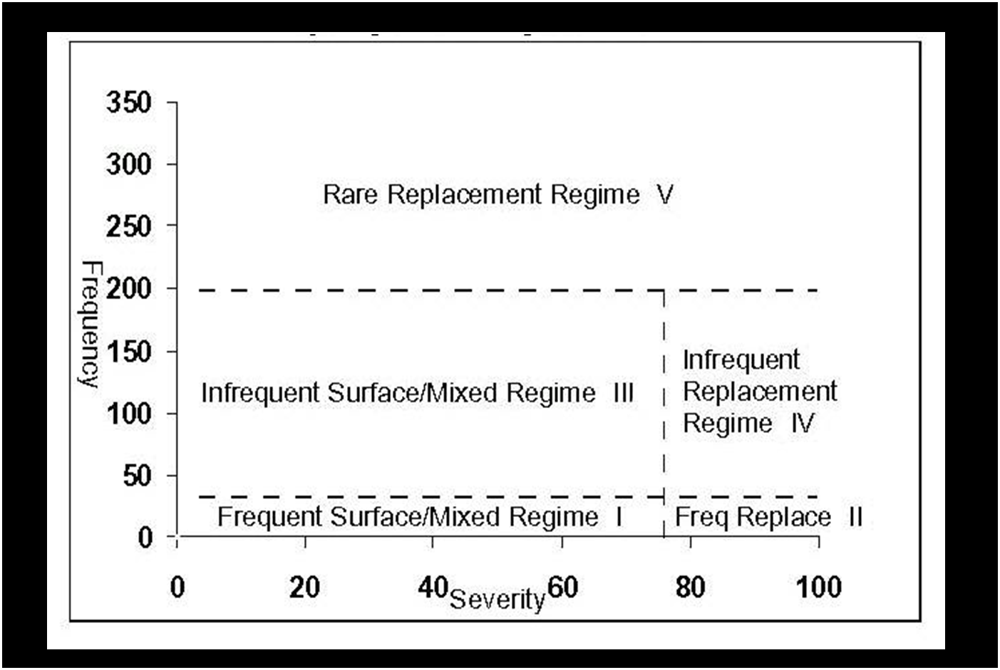 350
300
Rare Replacement Regime V
250
Frequency
200
150
Infrequent
Replacement
Regime IV
Infrequent Surface/Mixed Regime III
100
50
Frequent Surface/Mixed Regime I
Freq Replace II
0
0 20 40 60 80 100
Severity